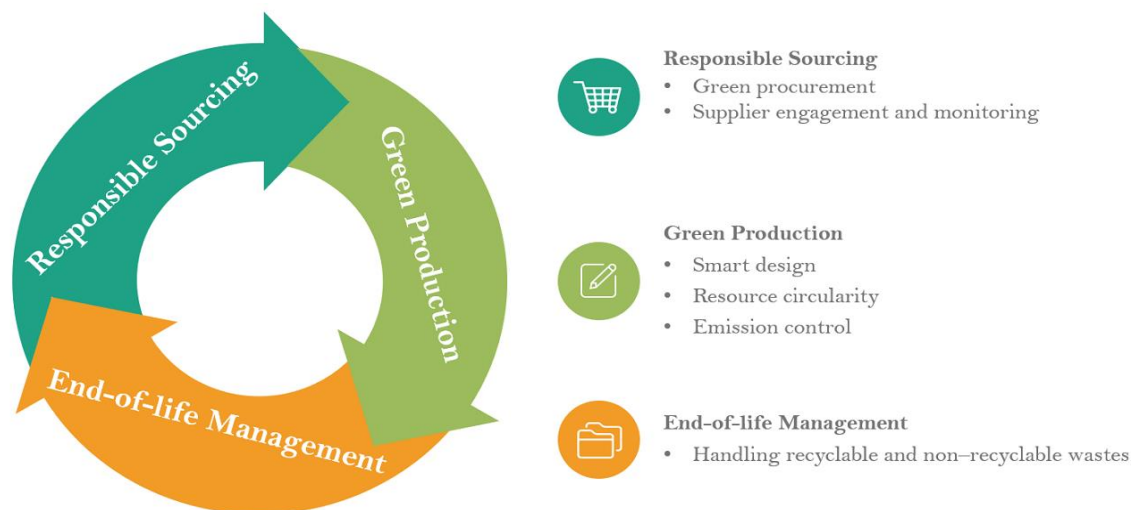 Responsible Sourcing
Green Production
End-of-life Management
Responsible Sourcing
• Green procurement
• Supplier engagement and monitoring
Green Production
• Smart design
• Resource circularity
• Emission control
End-of-life Management
• Handling recyclable and non–recyclable wastes